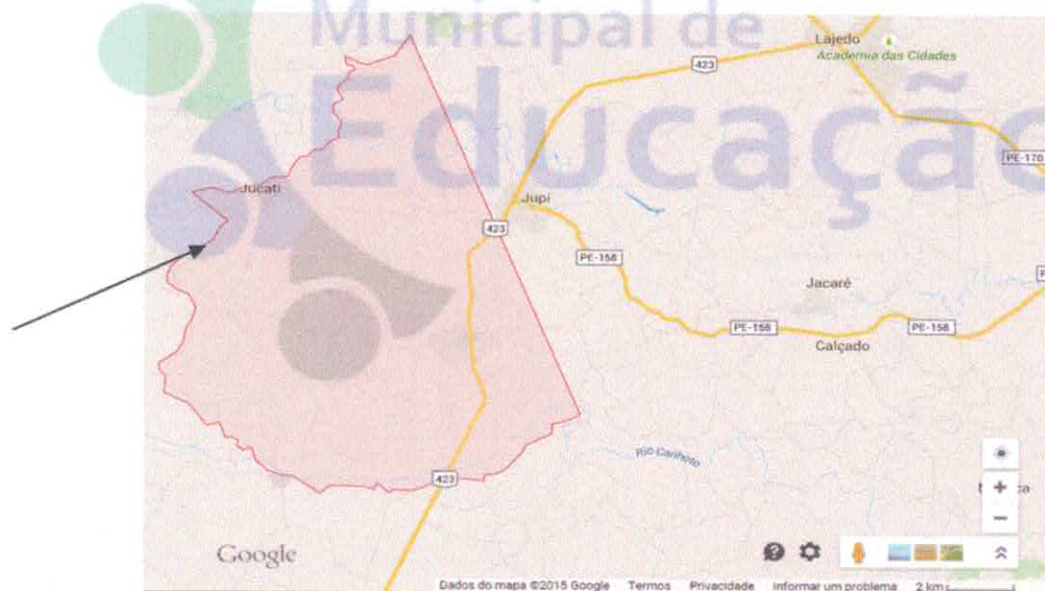 Municipal de
Educação
Lajedo
Academia das Cidades
423
PE-170
Jucati
Jupi
423
PE-158
Jacaré
PE-158
PE-158
Calçado
Rio Canhoto
423
Google
Dados do mapa ©2015 Google Termos Privacidade Informar um problema 2 km